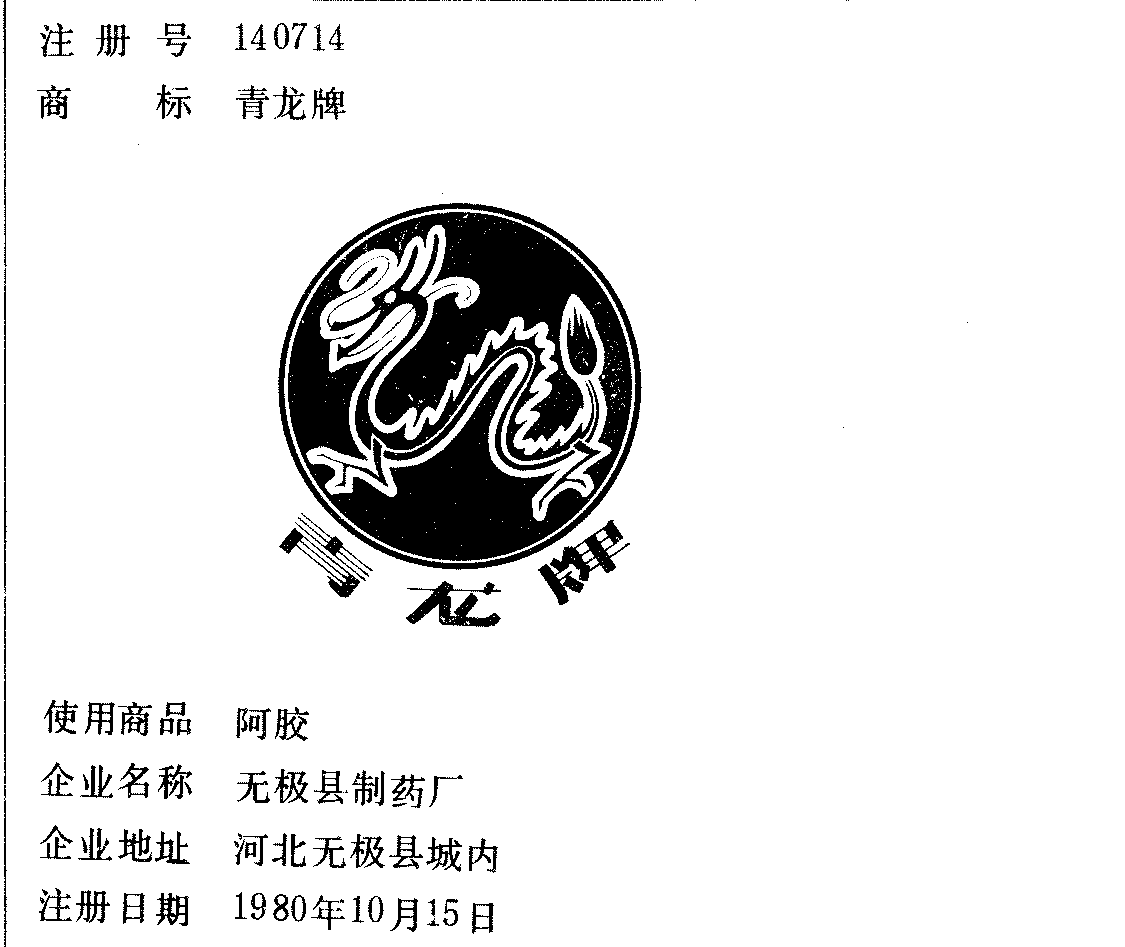 注册号 140714
商标 青龙牌
青龙牌
使用商品 阿胶
企业名称 无极县制药厂
企业地址 河北无极县城内
注册日期 1980年10月15日